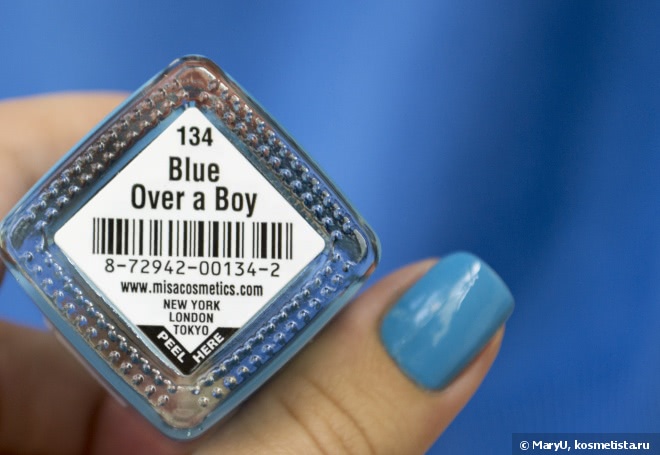 134
Blue
Over a Boy
8-72942-00134-2
www.misacosmetics.com
NEW YORK
LONDON
TOKYO
PEEL HERE
© MaryU, kosmetista.ru